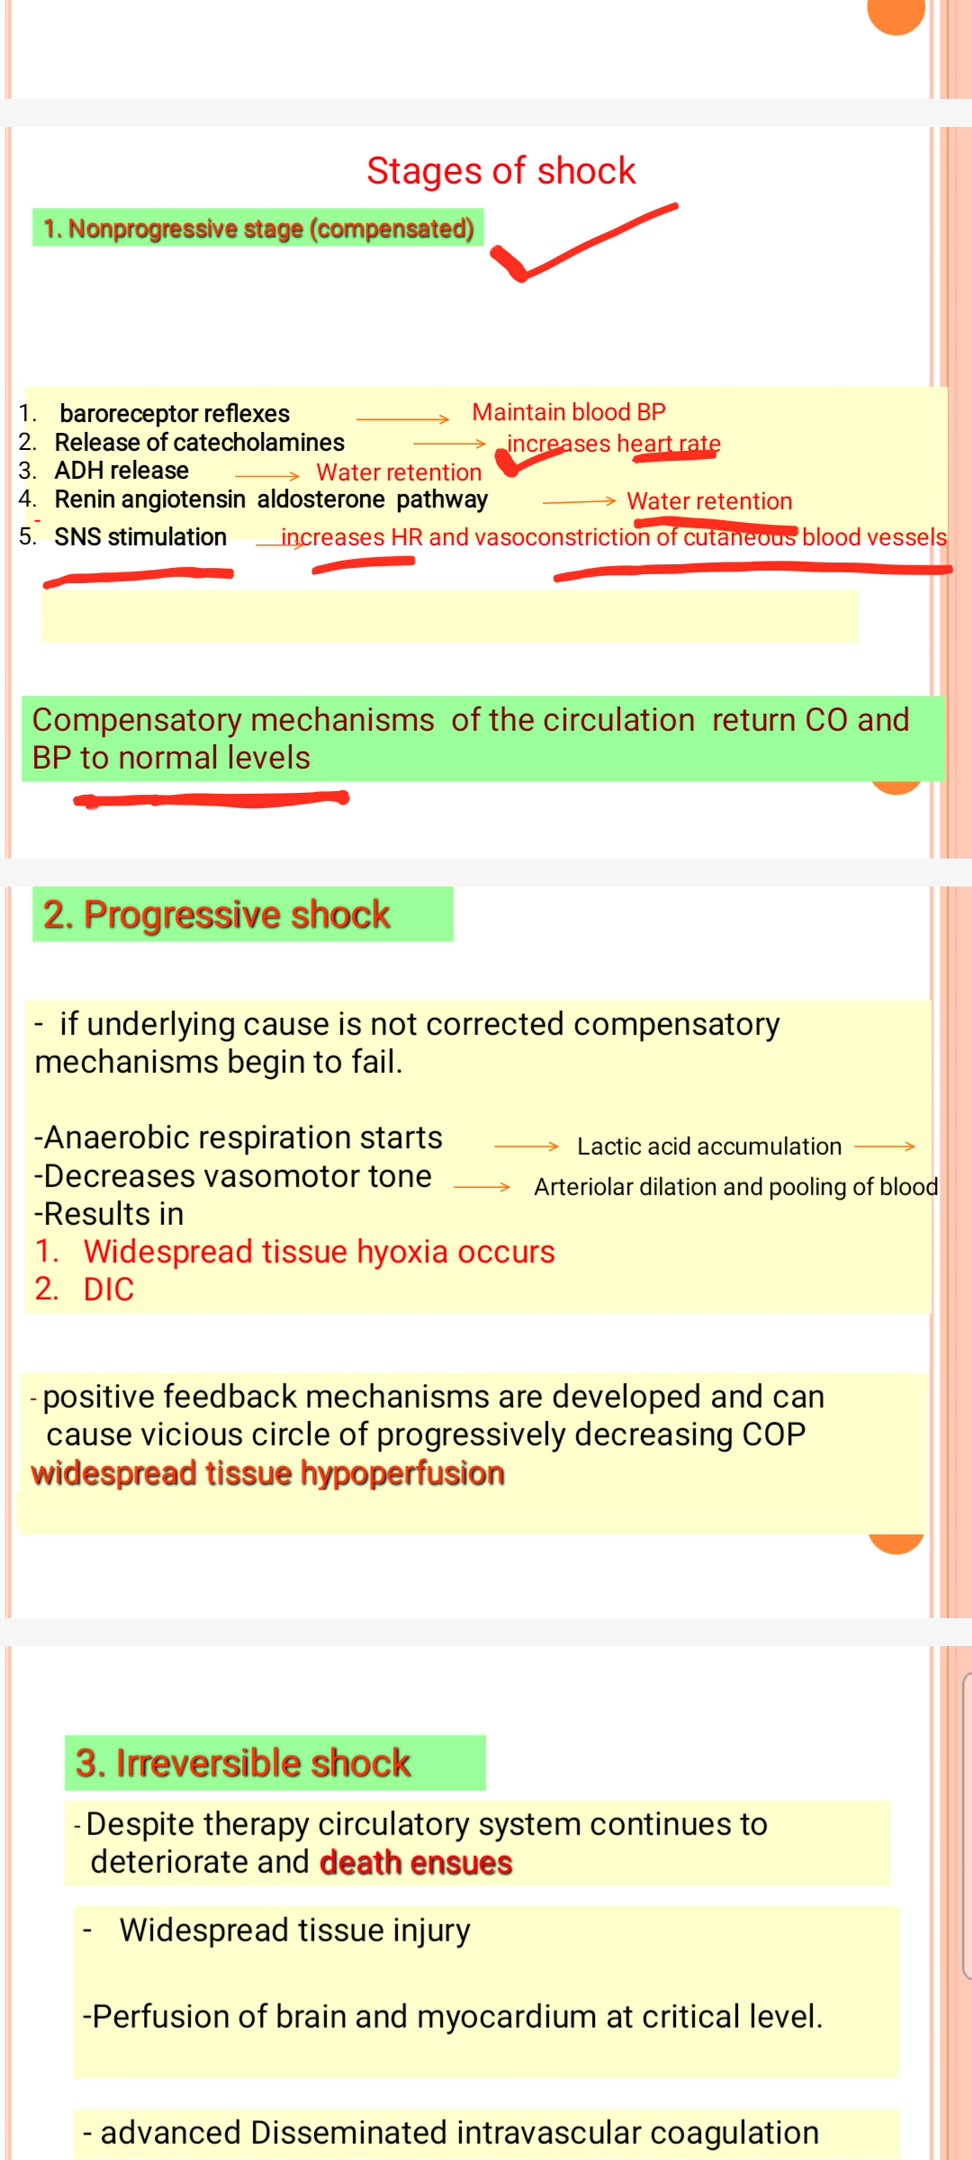 Stages of shock
1. Nonprogressive stage (compensated)
1. baroreceptor reflexes → Maintain blood BP
2. Release of catecholamines → increases heart rate
3. ADH release → Water retention
4. Renin angiotensin aldosterone pathway → Water retention
-
5. SNS stimulation → increases HR and vasoconstriction of cutaneous blood vessels
Compensatory mechanisms of the circulation return CO and
BP to normal levels
2. Progressive shock
- if underlying cause is not corrected compensatory
mechanisms begin to fail.
-Anaerobic respiration starts → Lactic acid accumulation →
-Decreases vasomotor tone → Arteriolar dilation and pooling of blood
-Results in
1. Widespread tissue hyoxia occurs
2. DIC
- positive feedback mechanisms are developed and can
cause vicious circle of progressively decreasing COP
widespread tissue hypoperfusion
3. Irreversible shock
- Despite therapy circulatory system continues to
deteriorate and death ensues
- Widespread tissue injury
-Perfusion of brain and myocardium at critical level.
- advanced Disseminated intravascular coagulation